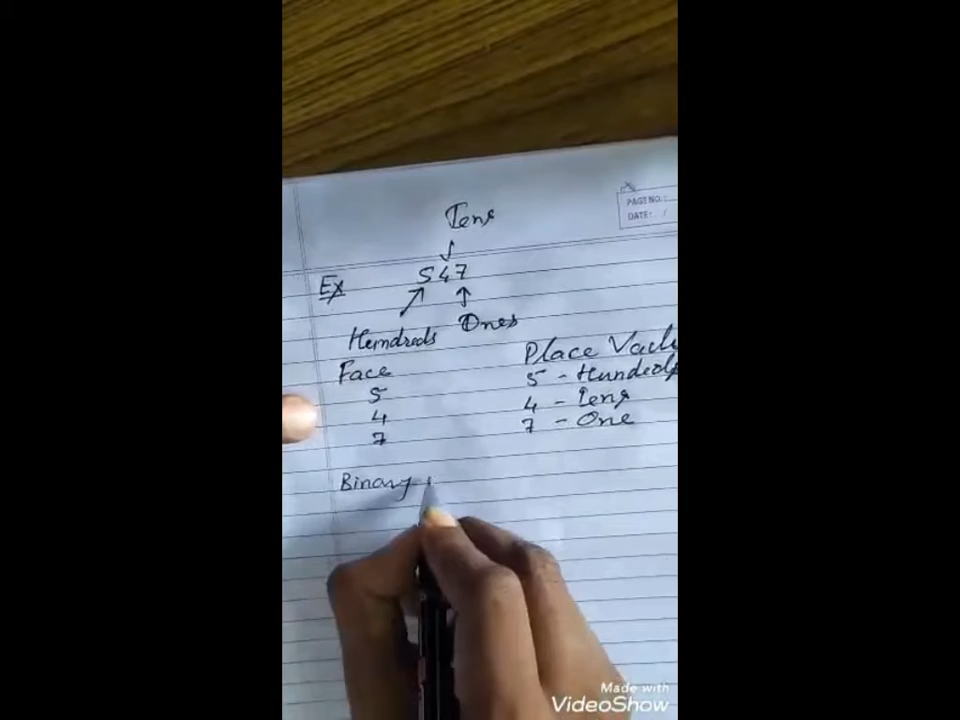 Tens
PAGE NO.:
DATE: /
Ex 547
Hundreds Ones
Face Place Valu
5 5 - Hundreds
4 4 - Tens
7 7 - One
Binary
Made with
VideoShow